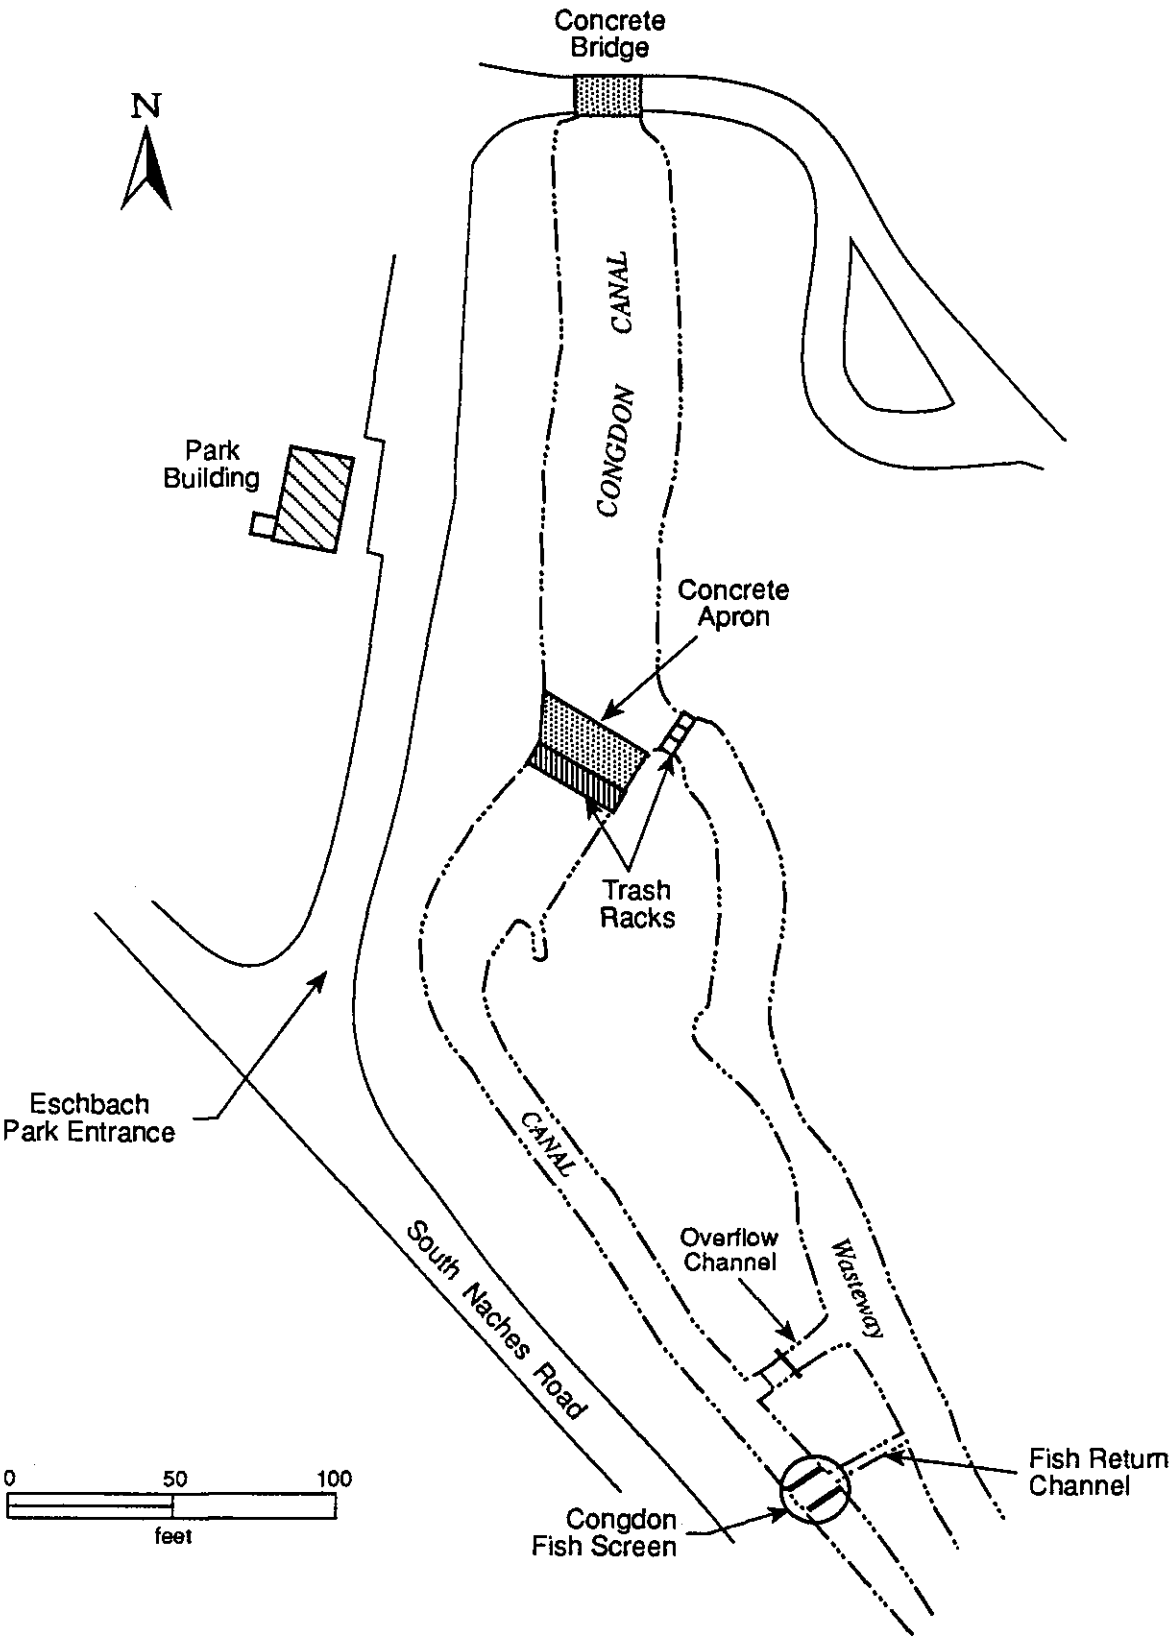 Concrete
Bridge
N
CONGDON CANAL
Park
Building
Concrete
Apron
Trash
Racks
Eschbach
Park Entrance
CANAL
South Naches Road
Overflow
Channel
Wasteway
0 50 100
feet
Fish Return
Channel
Congdon
Fish Screen